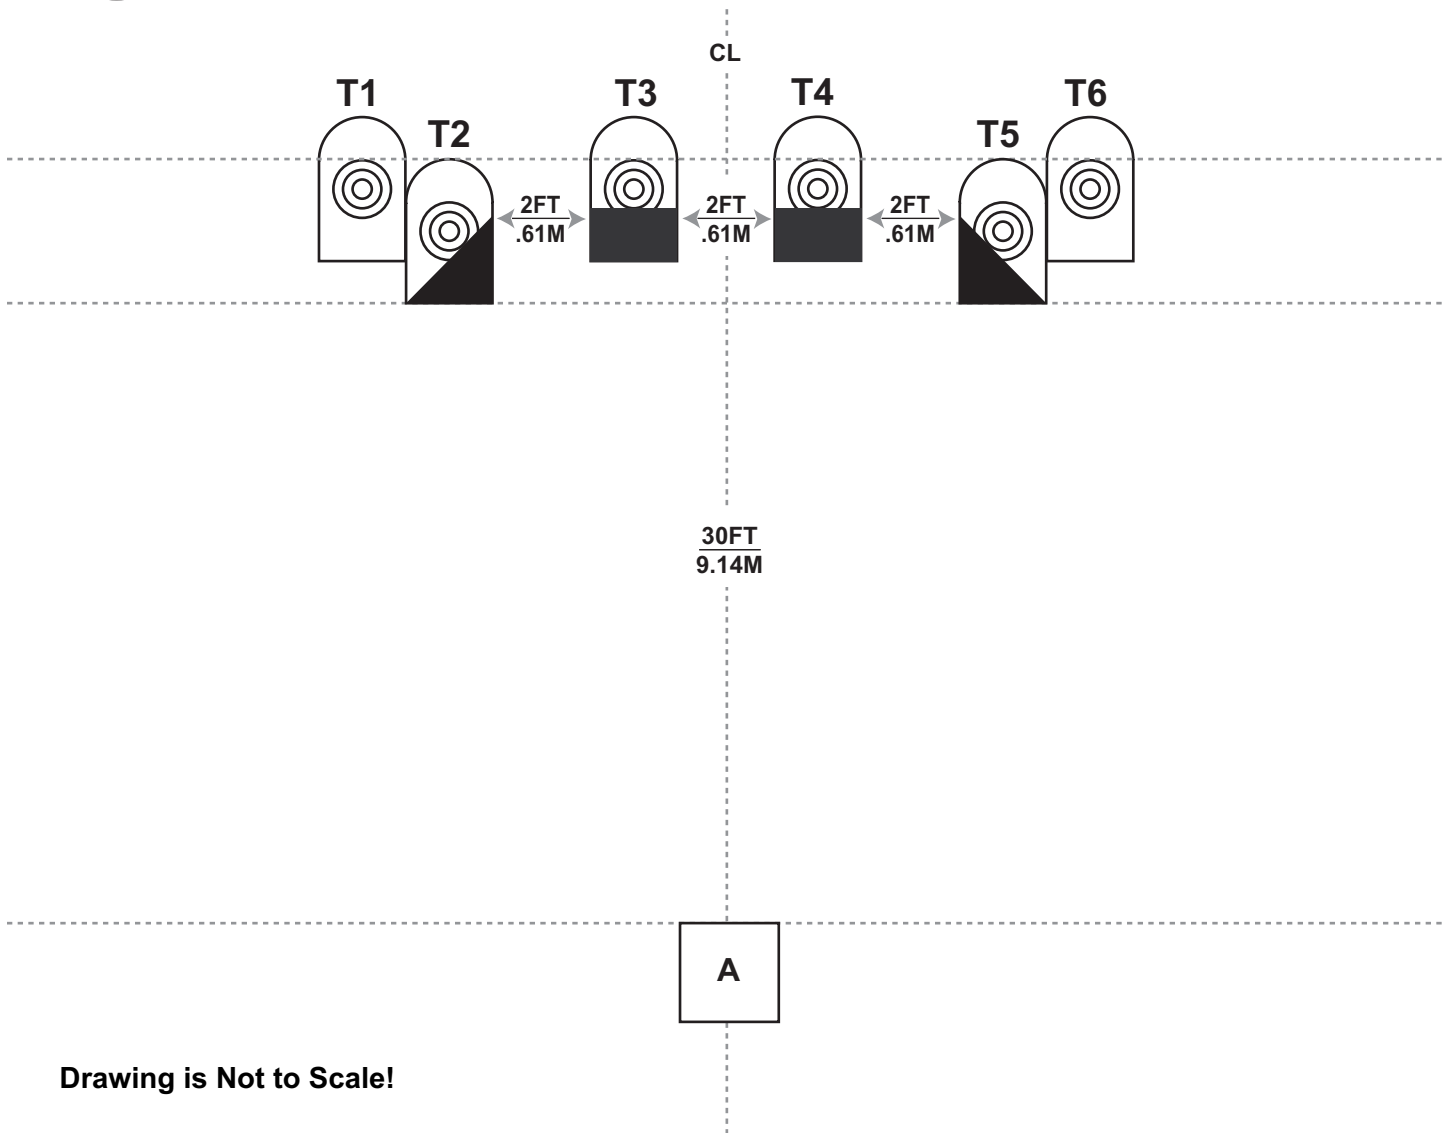 CL
T1
T2
T3
T4
T5
T6
2FT
.61M
2FT
.61M
2FT
.61M
30FT
9.14M
A
Drawing is Not to Scale!